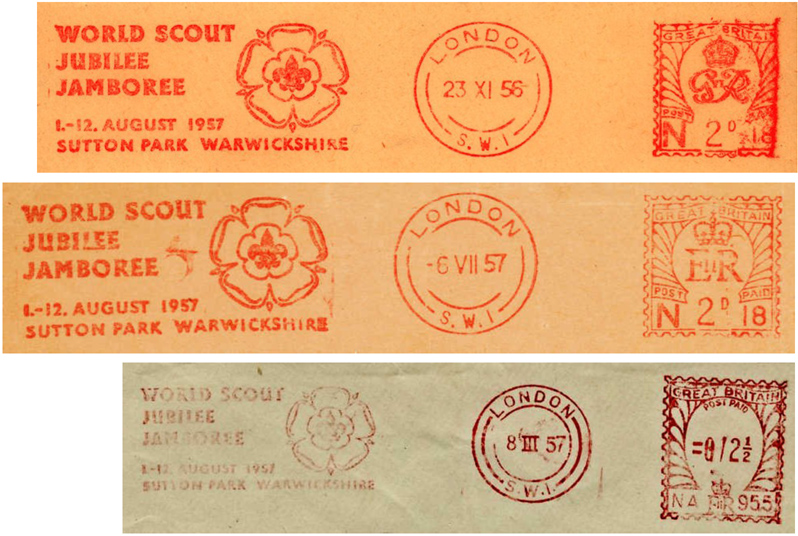 WORLD SCOUT
JUBILEE
JAMBOREE
1.-12. AUGUST 1957
SUTTON PARK WARWICKSHIRE
LONDON
23 XI 56
S.W.1
GREAT BRITAIN
GR
POST
N 2D 18
WORLD SCOUT
JUBILEE
JAMBOREE
1.-12. AUGUST 1957
SUTTON PARK WARWICKSHIRE
LONDON
-6 VII 57
S.W.1
GREAT BRITAIN
EIIR
POST PAID
N 2D 18
WORLD SCOUT
JUBILEE
JAMBOREE
1.-12. AUGUST 1957
SUTTON PARK WARWICKSHIRE
LONDON
8 III 57
S.W.1.
GREAT BRITAIN
POST PAID
=0/2½
NA EIIR 955